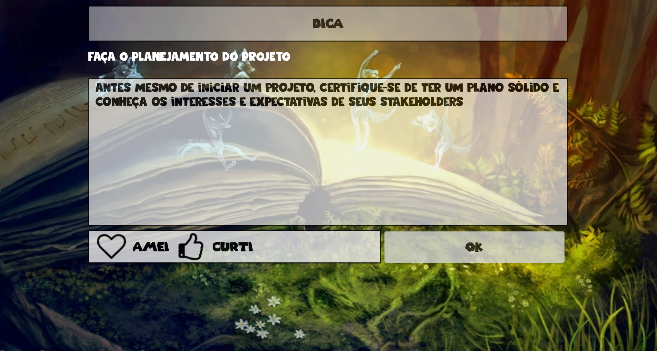 DICA
FAÇA O PLANEJAMENTO DO PROJETO
ANTES MESMO DE INICIAR UM PROJETO, CERTIFIQUE-SE DE TER UM PLANO SÓLIDO E
CONHEÇA OS INTERESSES E EXPECTATIVAS DE SEUS STAKEHOLDERS
AMEI CURTI
OK